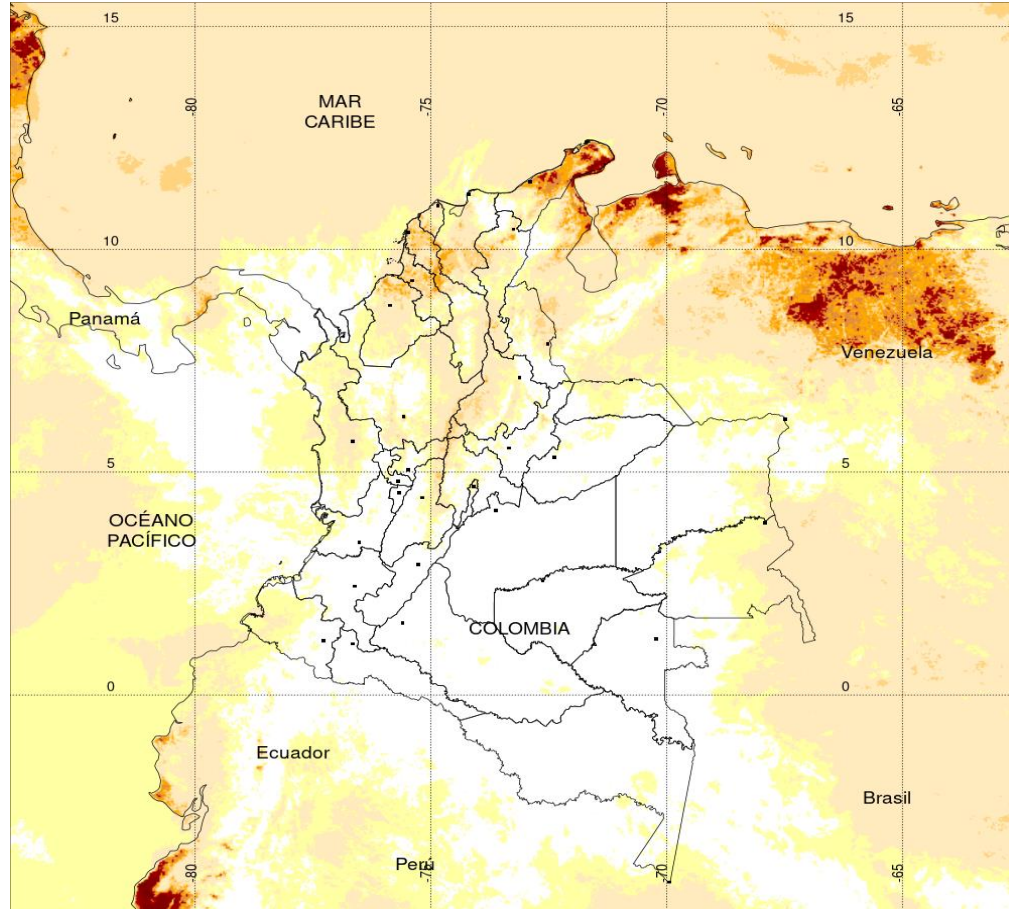 15 15
-80 -75 -70 -65
MAR
CARIBE
10 10
Panamá
Venezuela
5 5
OCÉANO
PACÍFICO
COLOMBIA
0 0
Ecuador
Brasil
Perú
-80 -75 -70 -65